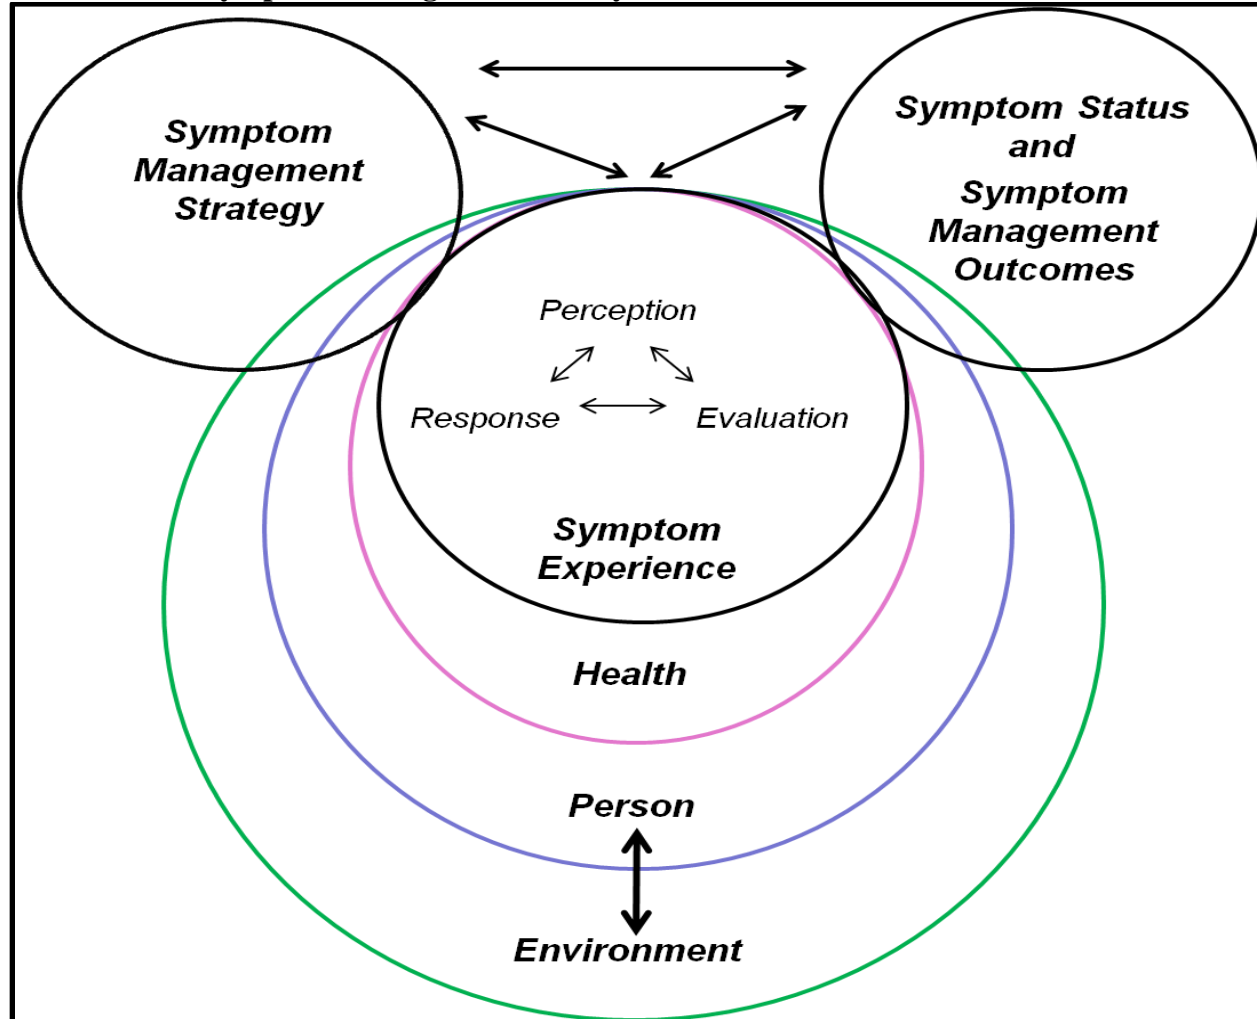 Symptom
Management
Strategy
Symptom Status
and
Symptom
Management
Outcomes
Perception
Response
Evaluation
Symptom
Experience
Health
Person
Environment